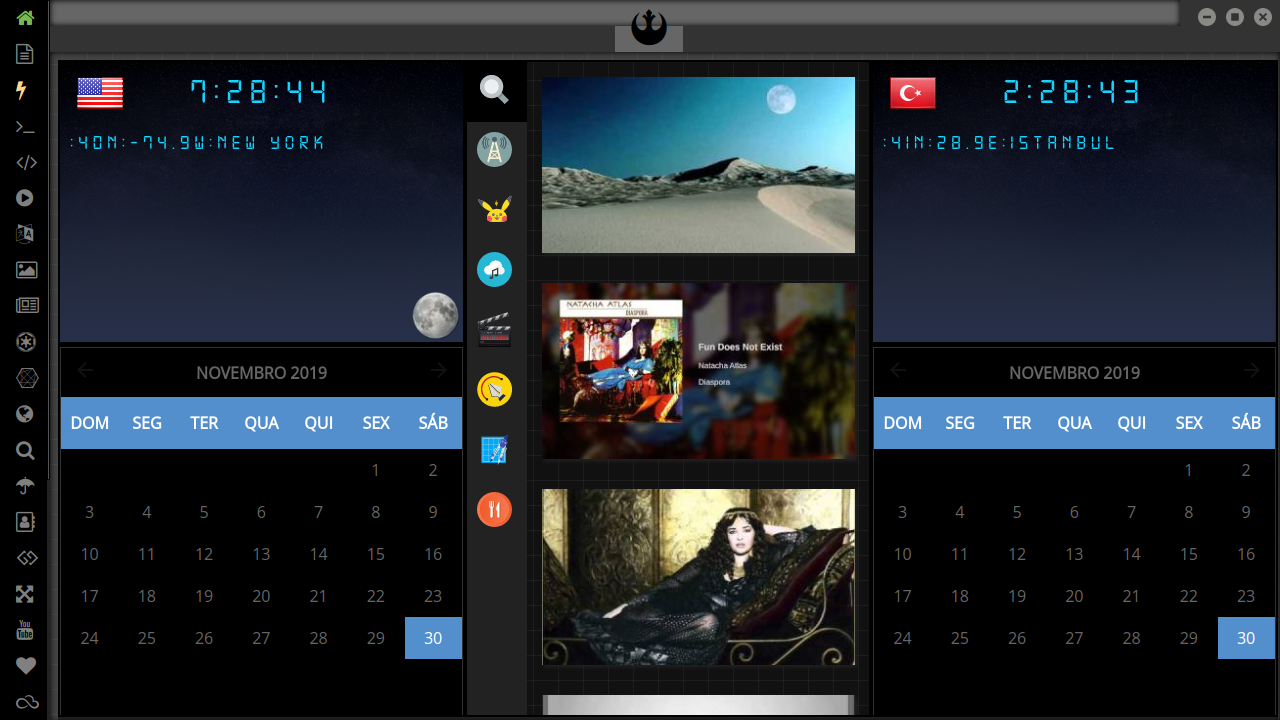 7:28:44
:40N:-74.9W:NEW YORK
NOVEMBRO 2019
DOM SEG TER QUA QUI SEX SÁB
1 2
3 4 5 6 7 8 9
10 11 12 13 14 15 16
17 18 19 20 21 22 23
24 25 26 27 28 29 30
NATACHA ATLAS
DIASPORA
Fun Does Not Exist
Natacha Atlas
Diaspora
2:28:43
:41N:28.9E:ISTANBUL
NOVEMBRO 2019
DOM SEG TER QUA QUI SEX SÁB
1 2
3 4 5 6 7 8 9
10 11 12 13 14 15 16
17 18 19 20 21 22 23
24 25 26 27 28 29 30
You
Tube